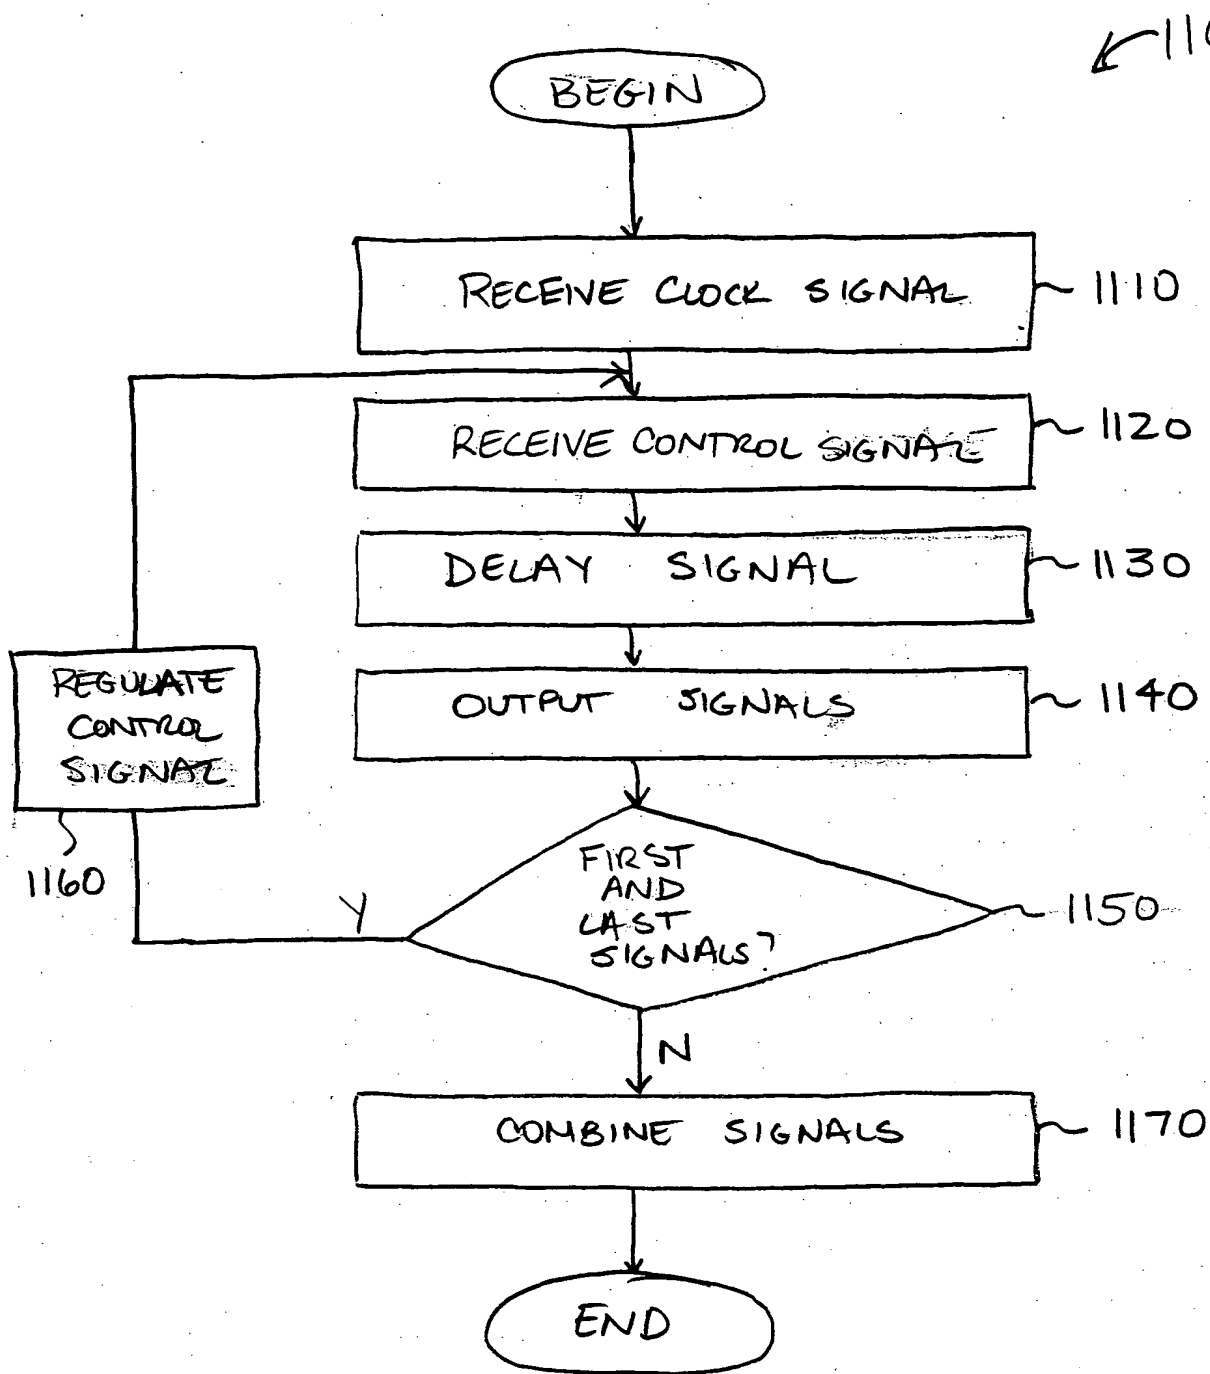 BEGIN
RECEIVE CLOCK SIGNAL
1110
RECEIVE CONTROL SIGNAL
1120
DELAY SIGNAL
1130
OUTPUT SIGNALS
1140
REGULATE
CONTROL
SIGNAL
1160
FIRST
AND
LAST
SIGNALS?
1150
Y
N
COMBINE SIGNALS
1170
END